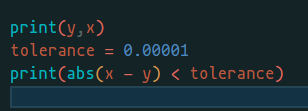 print(y,x)
tolerance = 0.00001
print(abs(x - y) < tolerance)